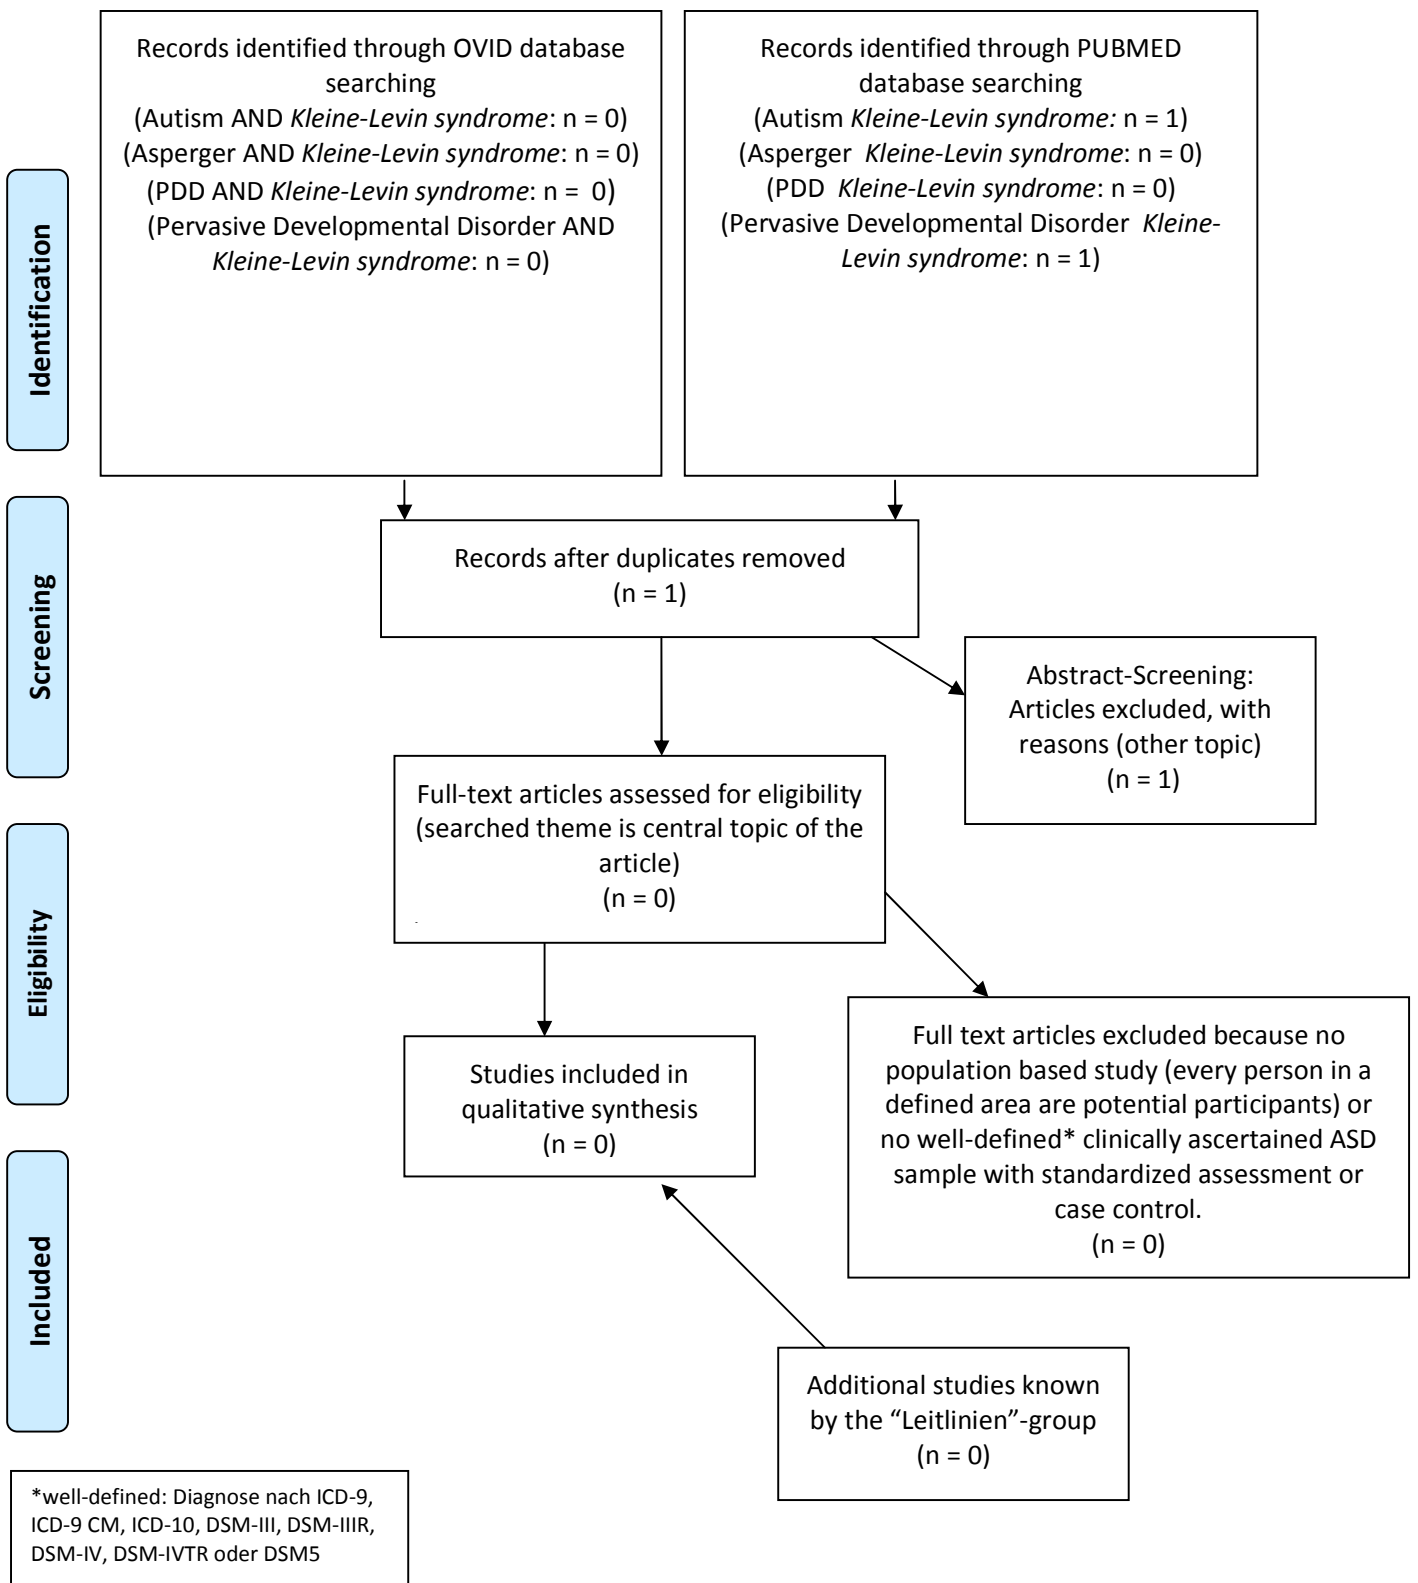 Records identified through OVID database
searching
(Autism AND Kleine-Levin syndrome: n = 0)
(Asperger AND Kleine-Levin syndrome: n = 0)
(PDD AND Kleine-Levin syndrome: n = 0)
(Pervasive Developmental Disorder AND
Kleine-Levin syndrome: n = 0)
Records identified through PUBMED
database searching
(Autism Kleine-Levin syndrome: n = 1)
(Asperger Kleine-Levin syndrome: n = 0)
(PDD Kleine-Levin syndrome: n = 0)
(Pervasive Developmental Disorder Kleine-
Levin syndrome: n = 1)
Identification
Records after duplicates removed
(n = 1)
Screening
Abstract-Screening:
Articles excluded, with
reasons (other topic)
(n = 1)
Full-text articles assessed for eligibility
(searched theme is central topic of the
article)
(n = 0)
Eligibility
Full text articles excluded because no
population based study (every person in a
defined area are potential participants) or
no well-defined* clinically ascertained ASD
sample with standardized assessment or
case control.
(n = 0)
Studies included in
qualitative synthesis
(n = 0)
Included
Additional studies known
by the “Leitlinien”-group
(n = 0)
*well-defined: Diagnose nach ICD-9,
ICD-9 CM, ICD-10, DSM-III, DSM-IIIR,
DSM-IV, DSM-IVTR oder DSM5